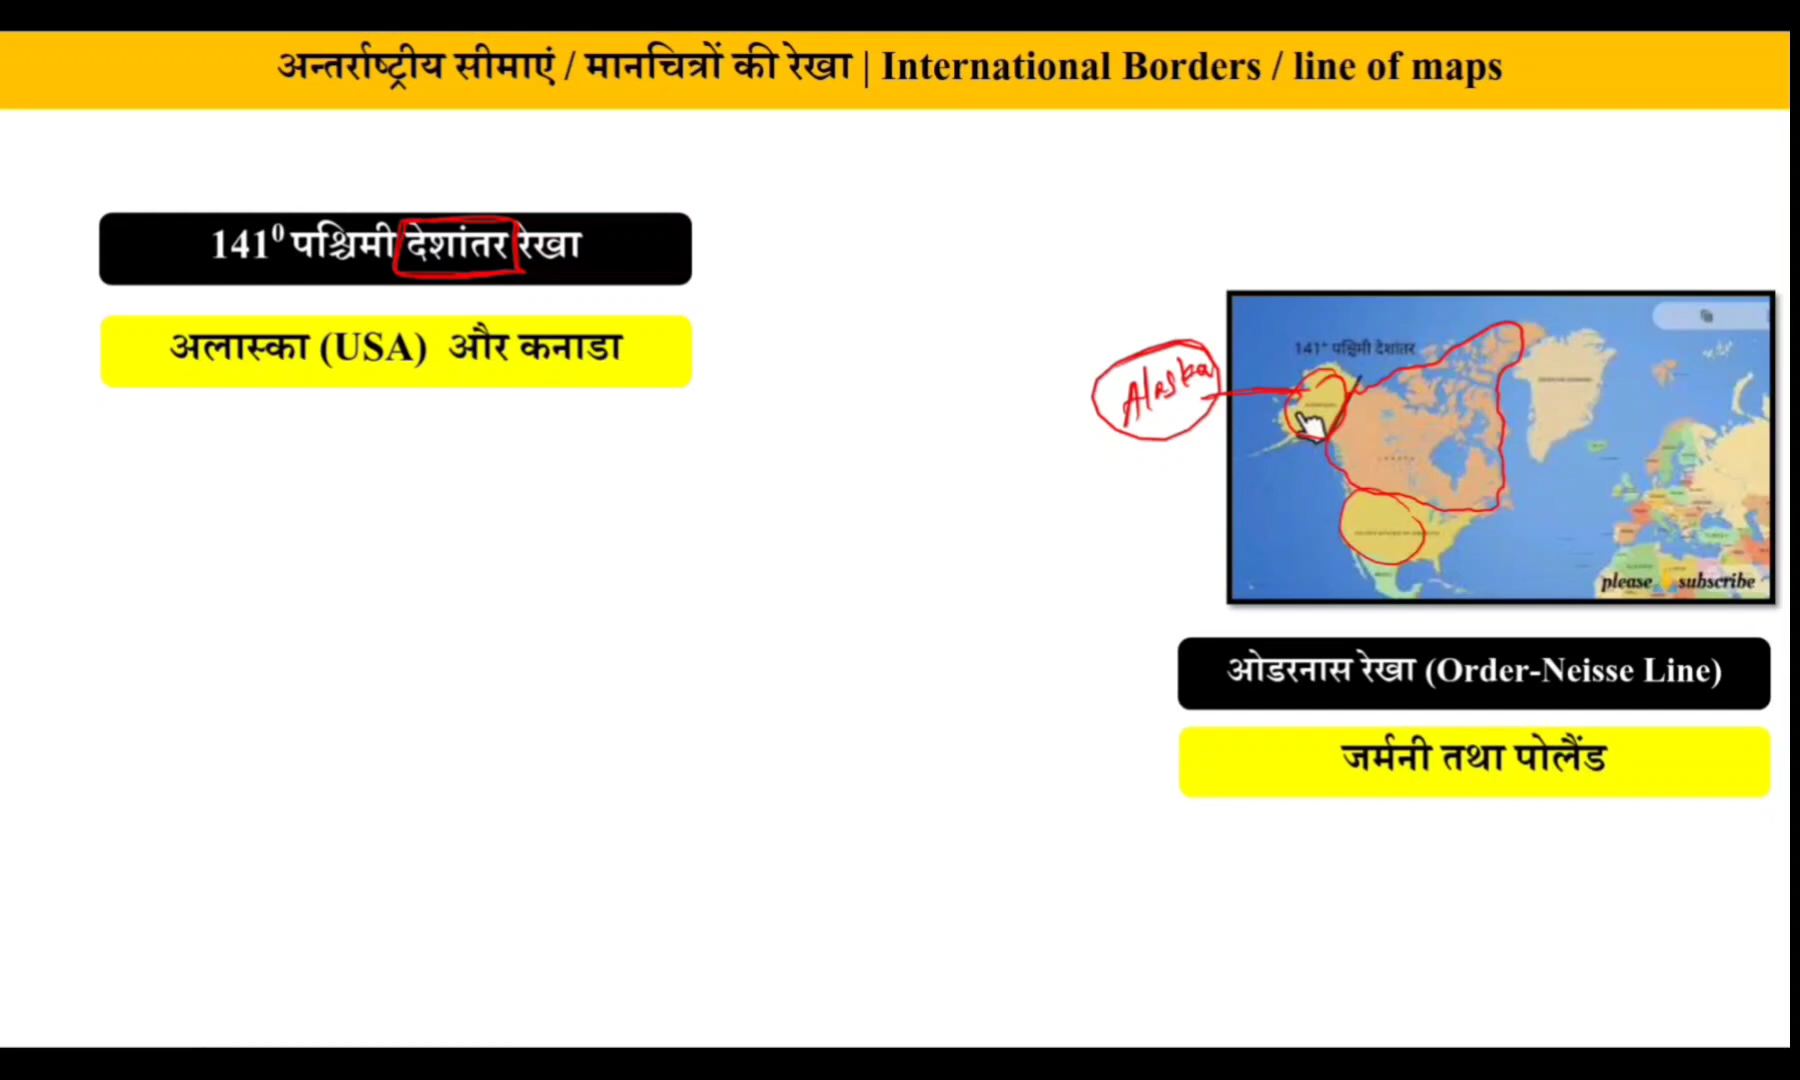 अन्तर्राष्ट्रीय सीमाएं / मानचित्रों की रेखा | International Borders / line of maps
141⁰ पश्चिमी देशांतर रेखा
अलास्का (USA) और कनाडा
141° पश्चिमी देशांतर
Alaska
CANADA
please subscribe
ओडरनास रेखा (Order-Neisse Line)
जर्मनी तथा पोलैंड